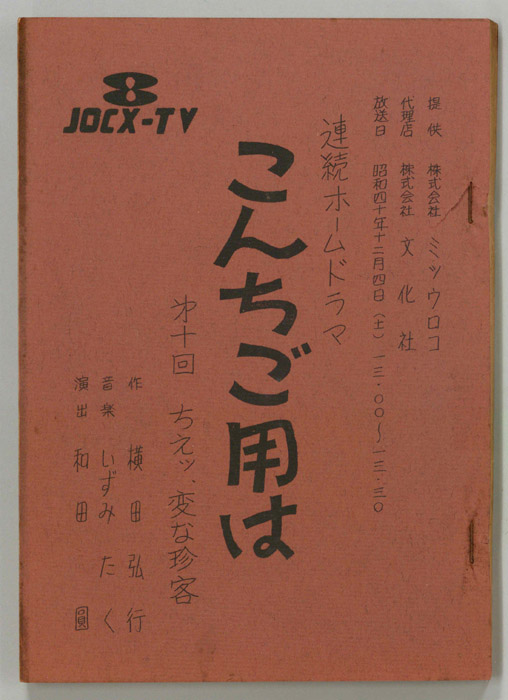 JOCX-TV
提供 株式会社 ミツウロコ
代理店 株式会社 文化社
放送日 昭和四十年十二月四日(土)一三・〇〇〜一三・三〇
連続ホームドラマ
こんちご用は
第十回 ちえッ、変な珍客
作 横田弘行
音楽 いずみたく
演出 和田 圓